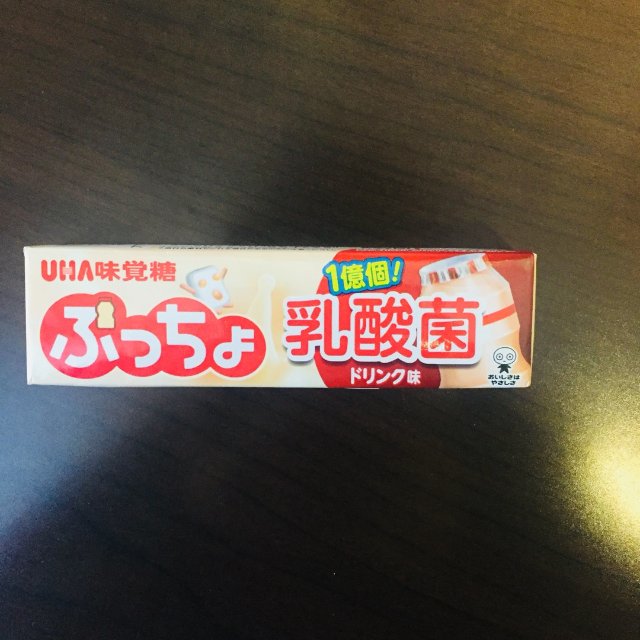 UHA味覚糖
ぷっちょ
1億個!
乳酸菌
ドリンク味
おいしさは
やさしさ